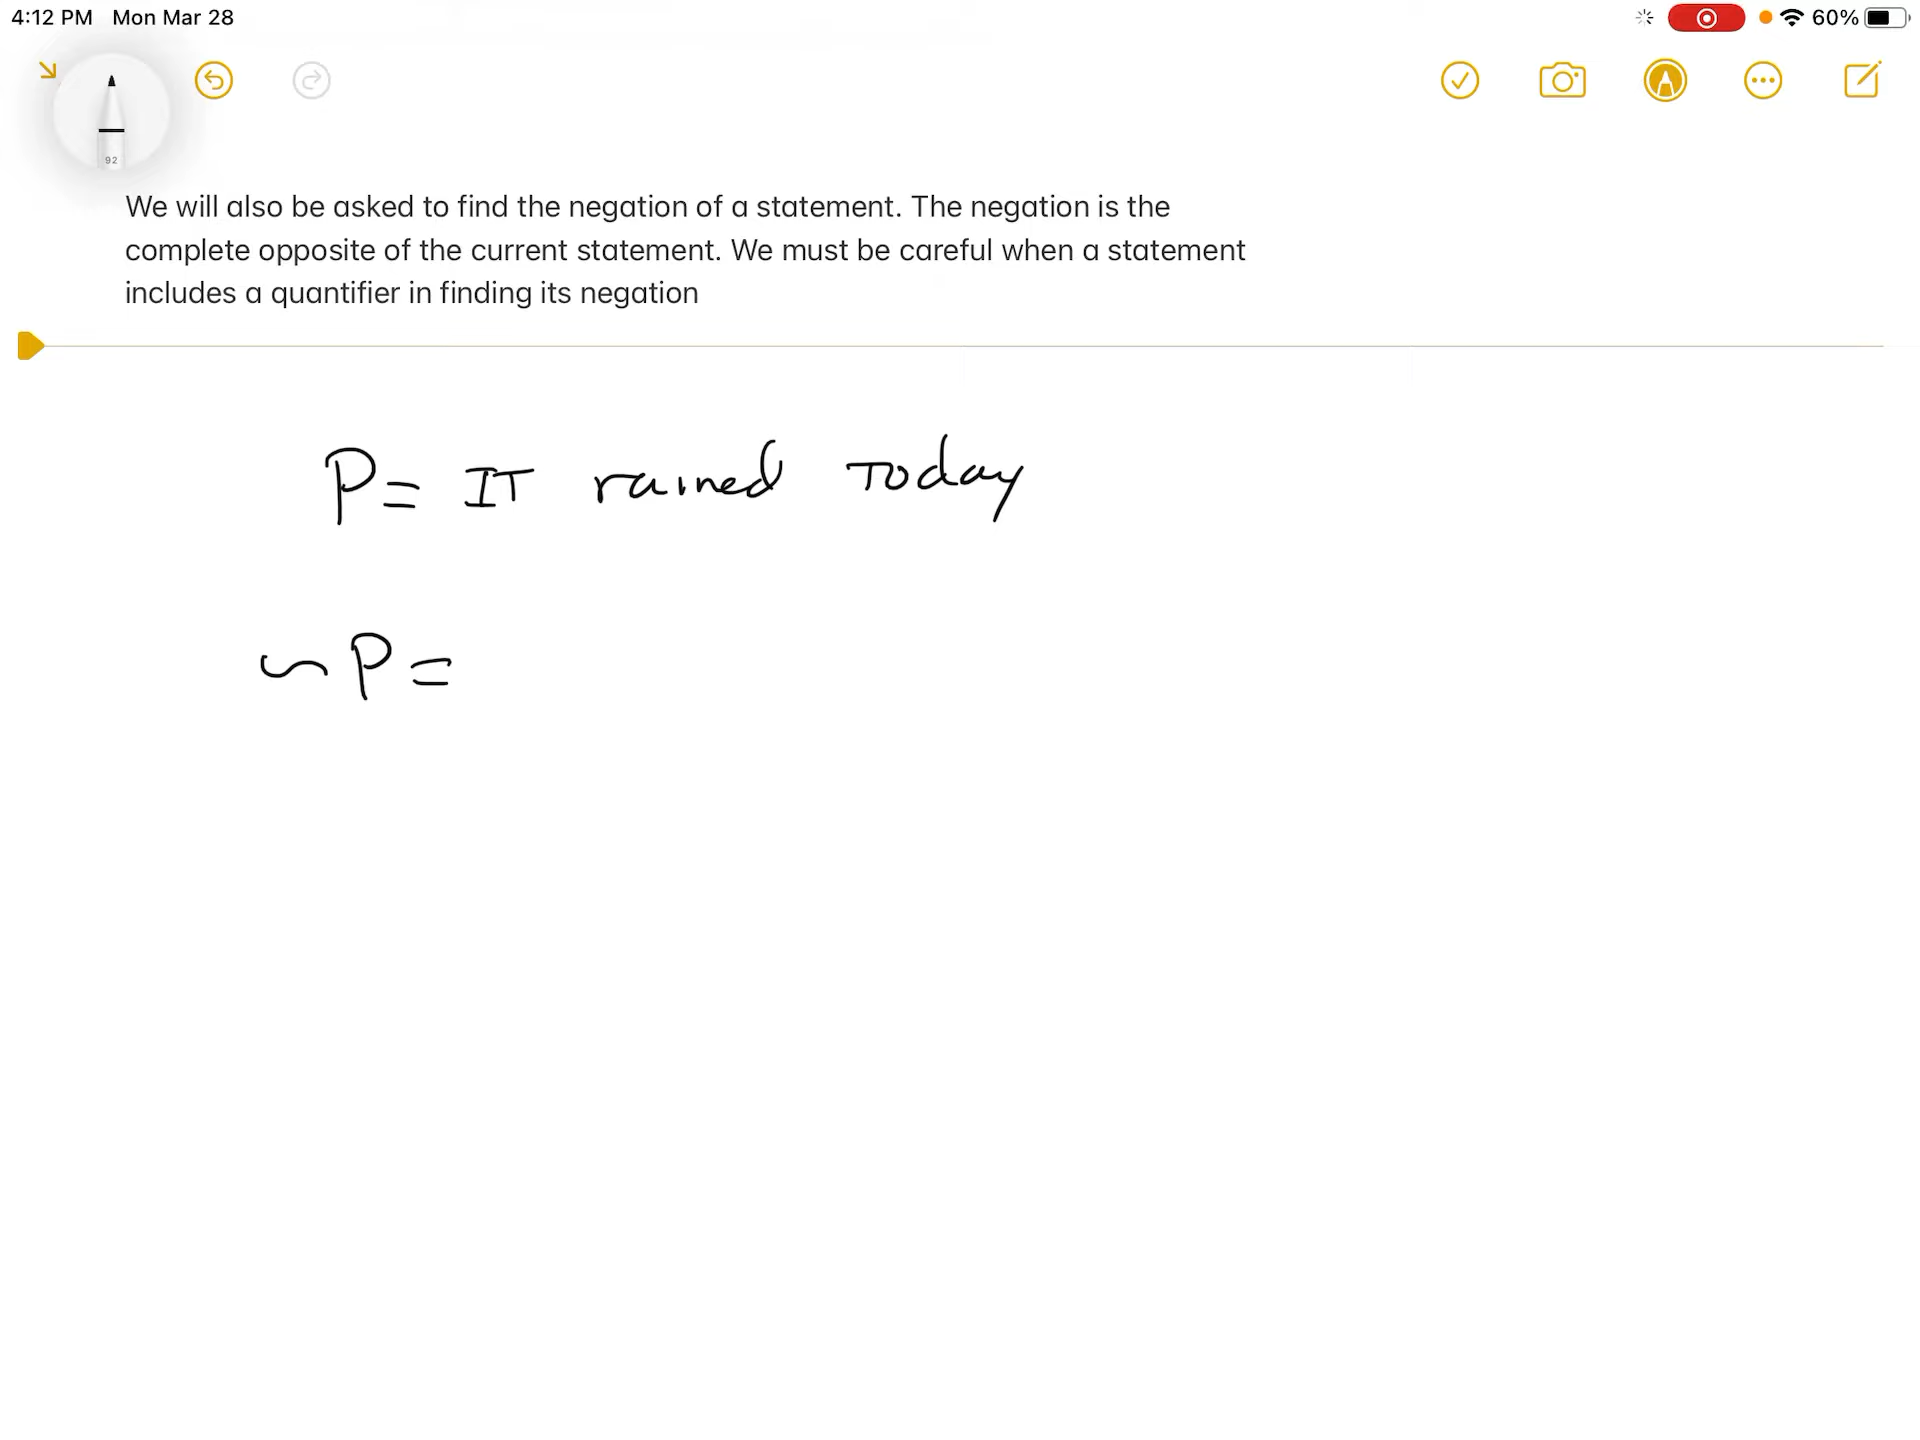 4:12 PM Mon Mar 28 60%
92
We will also be asked to find the negation of a statement. The negation is the
complete opposite of the current statement. We must be careful when a statement
includes a quantifier in finding its negation
P = IT rained Today
~ P =